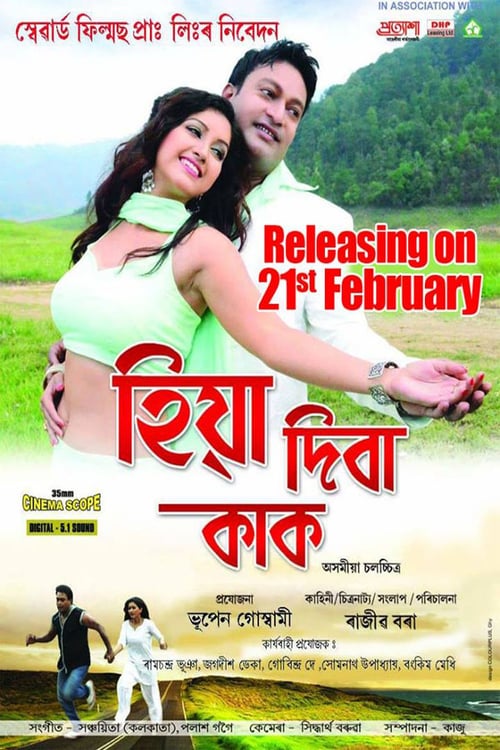 IN ASSOCIATION WITH
স্বেৱাৰ্ড ফিল্মছ প্ৰাঃ লিঃৰ নিবেদন
প্ৰত্যাশা
DHP
Leasing Ltd
Releasing on
21st February
হিয়া
দিবা
কাক
অসমীয়া চলচ্চিত্ৰ
35mm
CINEMA SCOPE
DIGITAL - 5.1 SOUND
প্ৰযোজনা
ভূপেন গোস্বামী
কাহিনী/চিত্ৰনাট্য/সংলাপ/পৰিচালনা
ৰাজীৱ বৰা
কাৰ্যবাহী প্ৰযোজক :
ৰামচন্দ্ৰ ভূঞা, জগদীশ ডেকা, গোবিন্দ্ৰ দে, সোমনাথ উপাধ্যায়, বংকিম মেধি
সংগীত - সঞ্চয়িতা (কলকাতা), পলাশ গগৈ
কেমেৰা - সিদ্ধাৰ্থ বৰুৱা
সম্পাদনা - কাজু